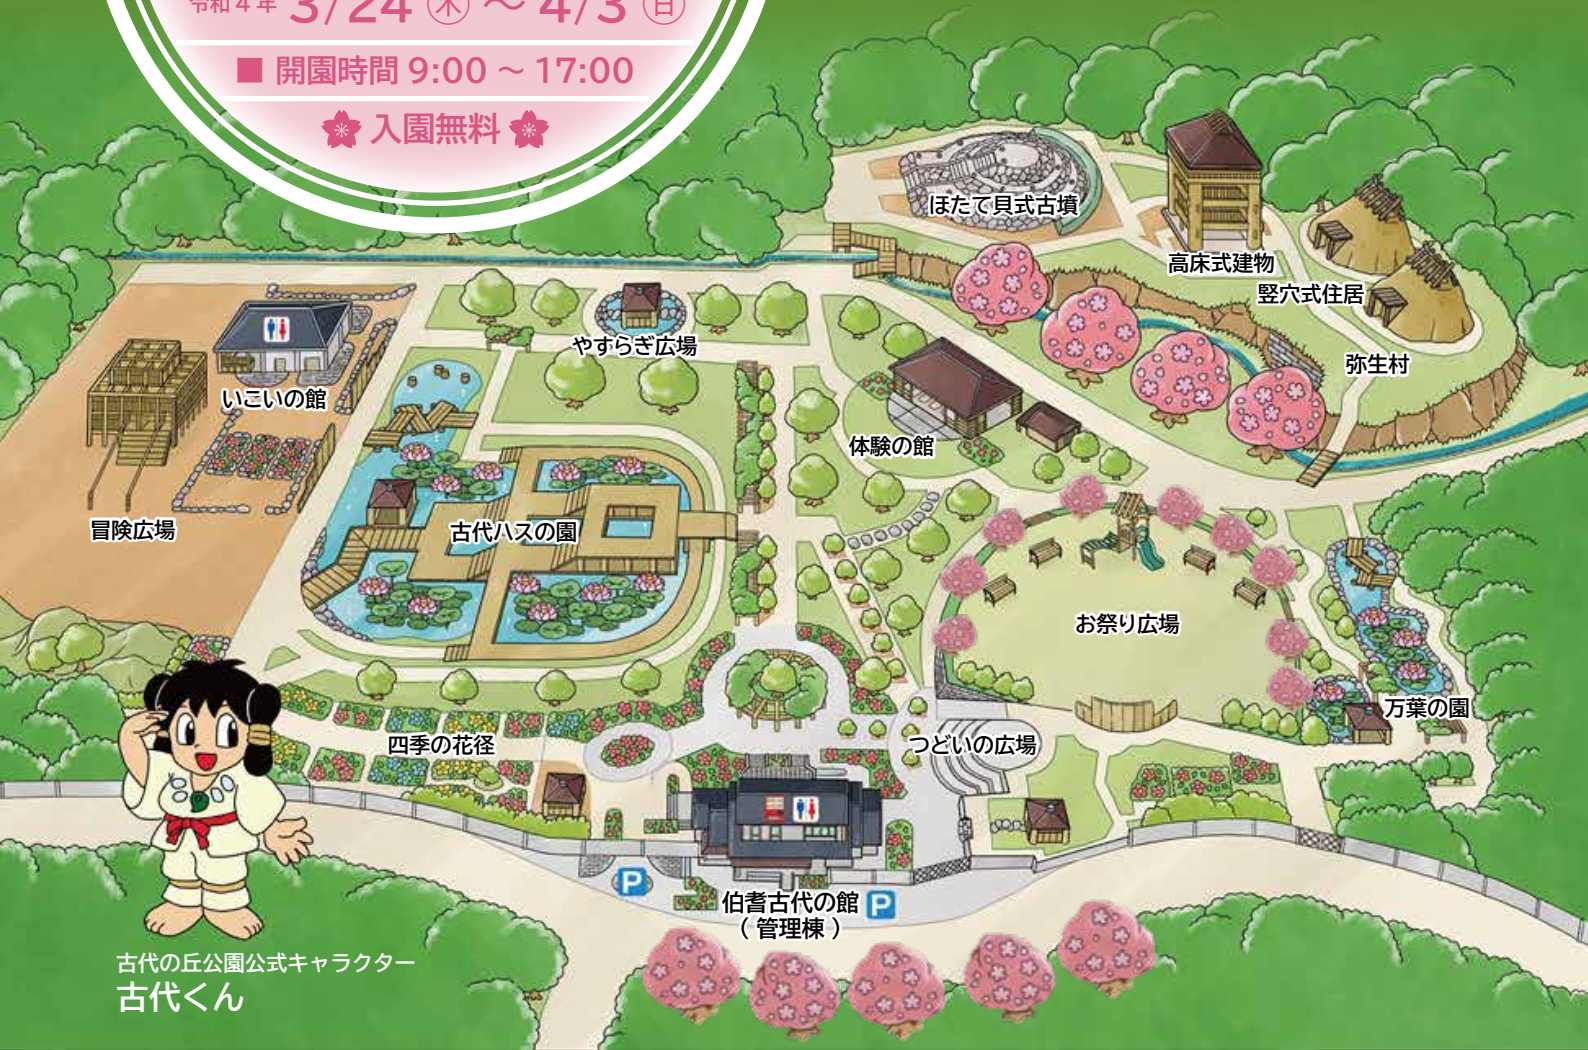 令和4年 3/24 ㊍ ～ 4/3 ㊐
■ 開園時間 9:00 ～ 17:00
入園無料
ほたて貝式古墳
高床式建物
竪穴式住居
弥生村
やすらぎ広場
いこいの館
体験の館
冒険広場
古代ハスの園
お祭り広場
万葉の園
四季の花径
つどいの広場
P
伯耆古代の館
（管理棟）
P
古代の丘公園公式キャラクター
古代くん